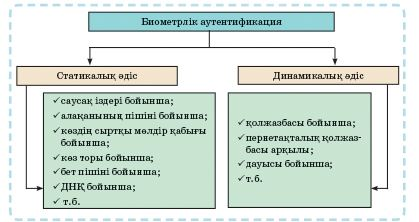 Биометрлік аутентификация
Статикалық әдіс
Динамикалық әдіс
✓саусақ іздері бойынша;
✓алақанының пішіні бойынша;
✓көздің сыртқы мөлдір қабығы
бойынша;
✓көз торы бойынша;
✓бет пішіні бойынша;
✓ДНҚ бойынша;
✓т.б.
✓қолжазбасы бойынша;
✓пернетақталық қолжаз-
басы арқылы;
✓дауысы бойынша;
✓т.б.